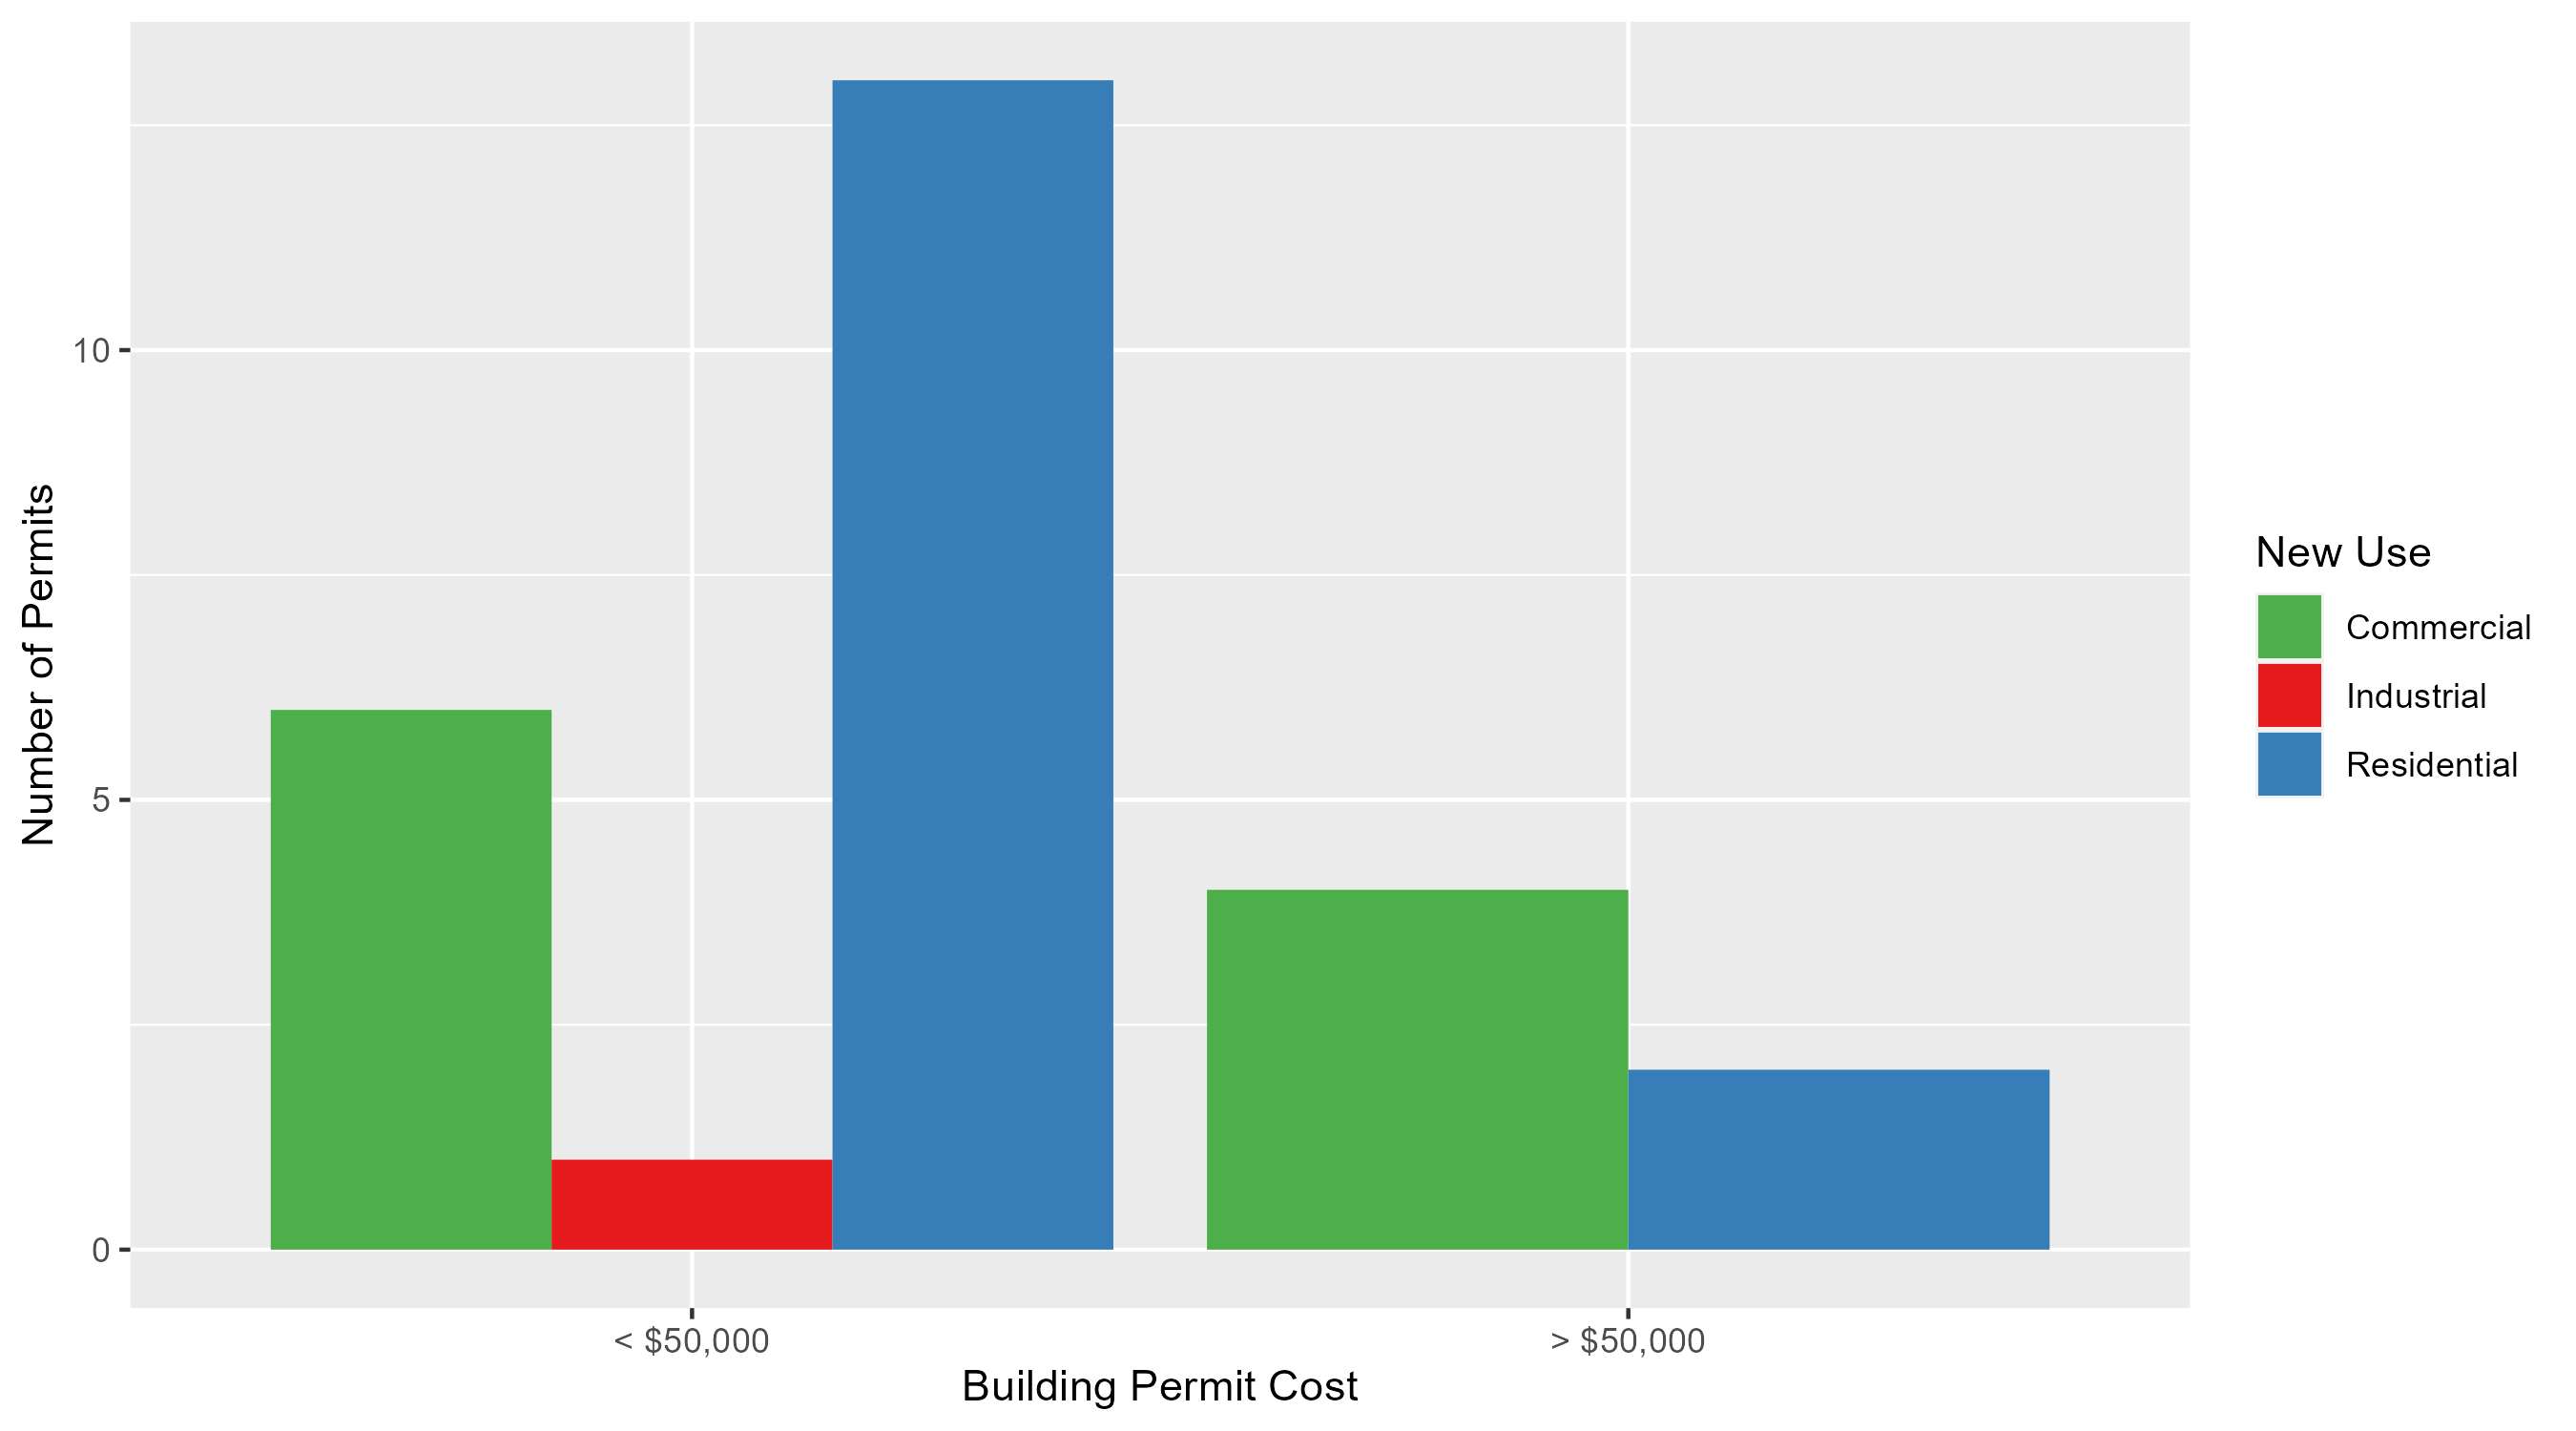 Number of Permits
10
5
0
< $50,000
> $50,000
Building Permit Cost
New Use
Commercial
Industrial
Residential